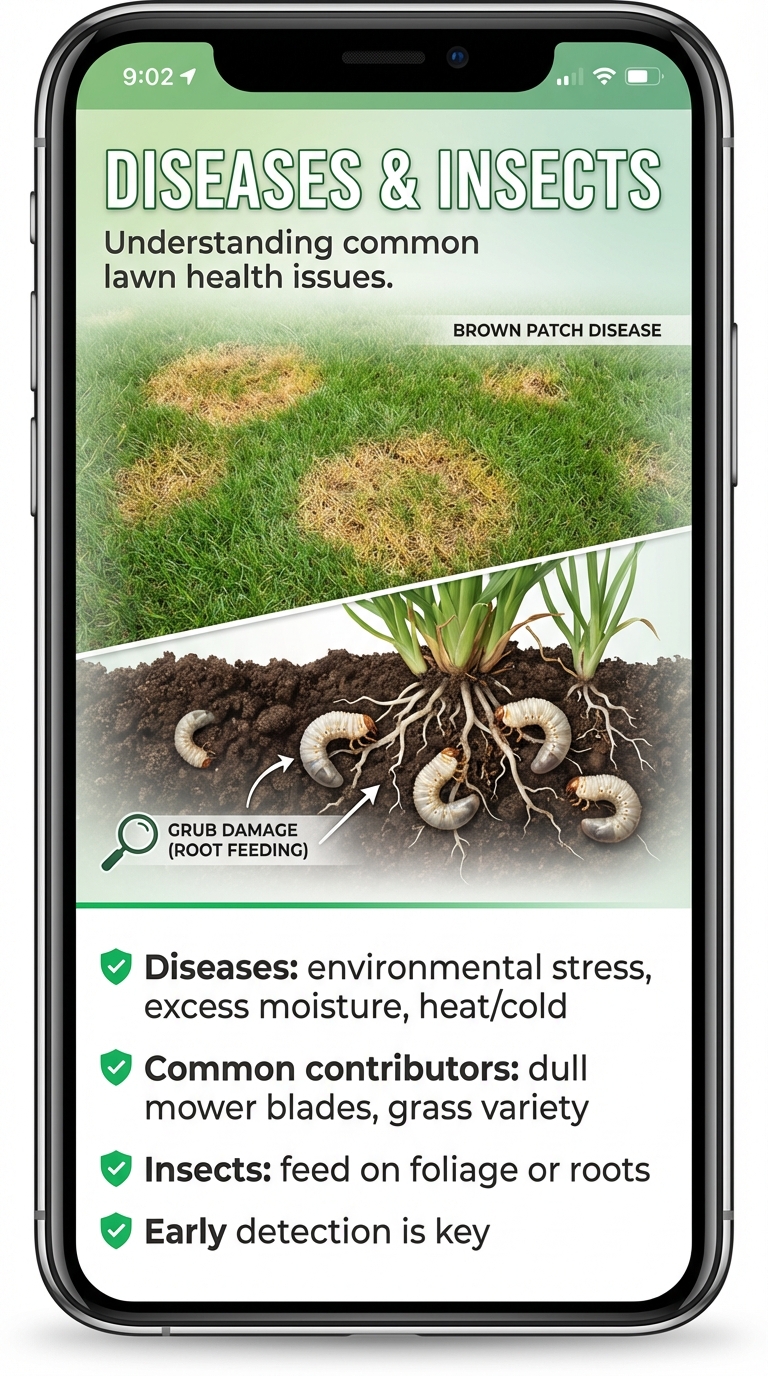 9:02
DISEASES & INSECTS
Understanding common
lawn health issues.
BROWN PATCH DISEASE
GRUB DAMAGE
(ROOT FEEDING)
Diseases: environmental stress,
excess moisture, heat/cold
Common contributors: dull
mower blades, grass variety
Insects: feed on foliage or roots
Early detection is key